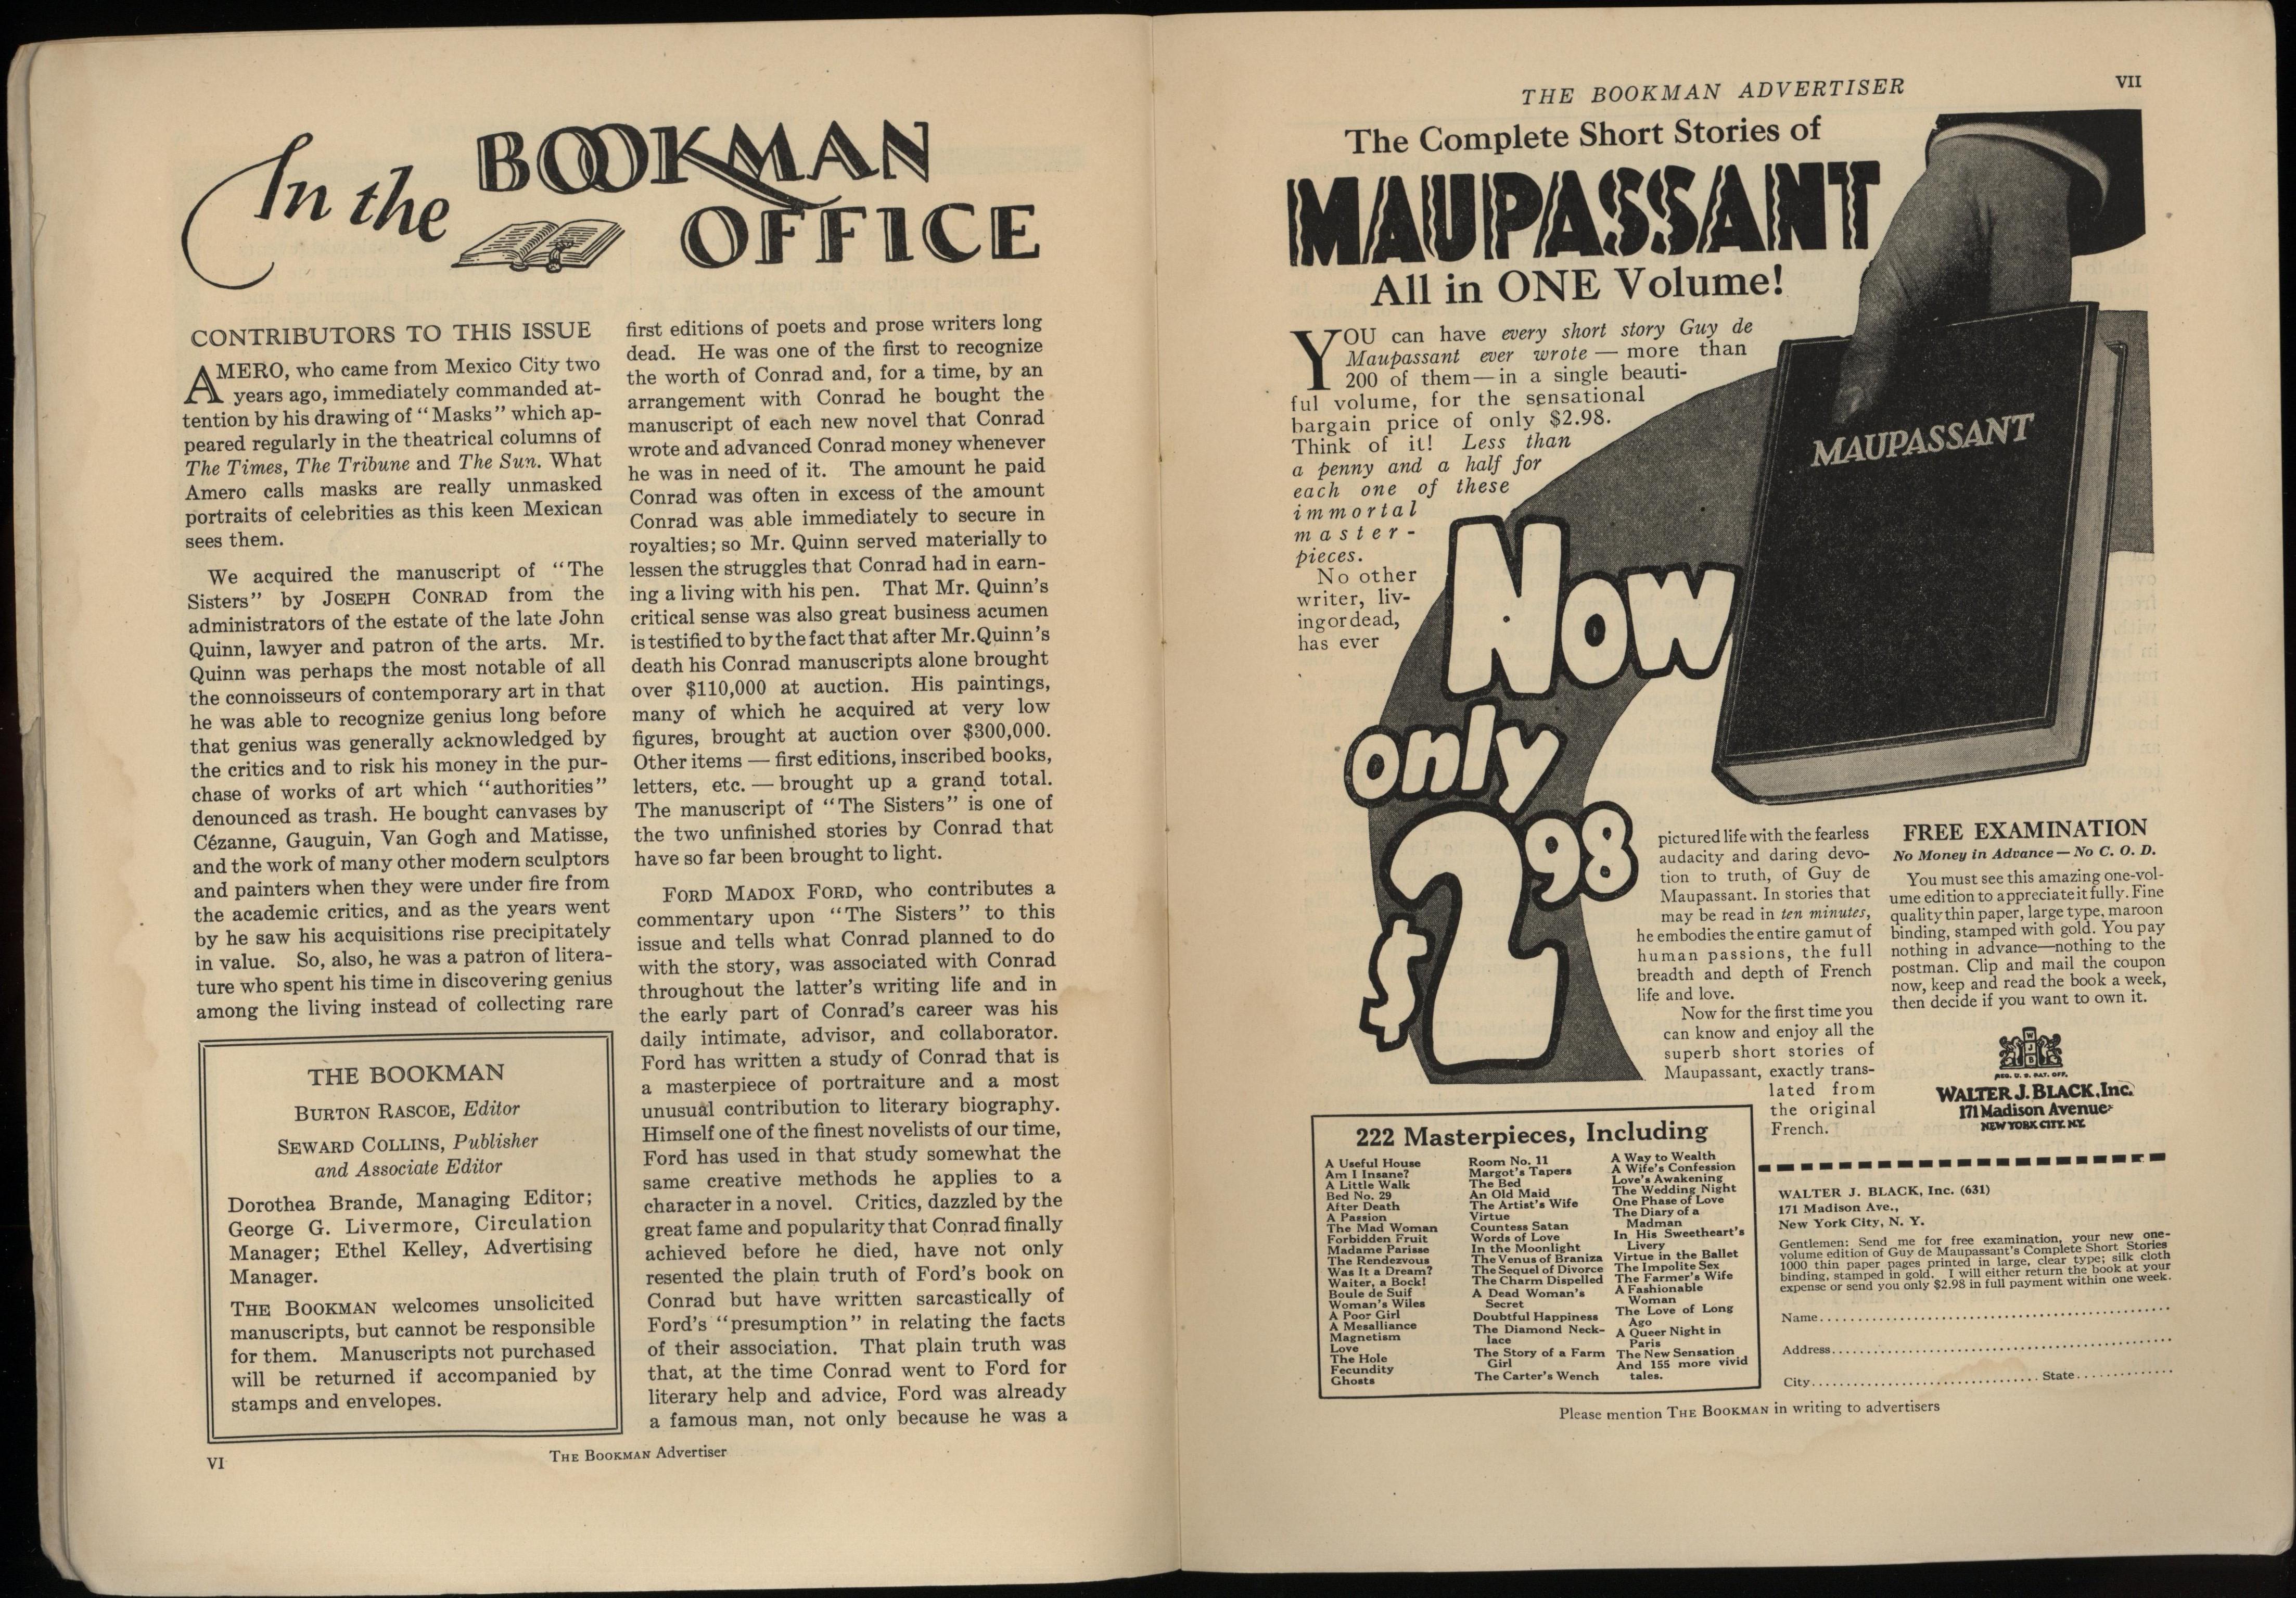 In the BOOKMAN
OFFICE
CONTRIBUTORS TO THIS ISSUE
AMERO, who came from Mexico City two
years ago, immediately commanded at-
tention by his drawing of "Masks" which ap-
peared regularly in the theatrical columns of
The Times, The Tribune and The Sun. What
Amero calls masks are really unmasked
portraits of celebrities as this keen Mexican
sees them.
We acquired the manuscript of "The
Sisters" by JOSEPH CONRAD from the
administrators of the estate of the late John
Quinn, lawyer and patron of the arts. Mr.
Quinn was perhaps the most notable of all
the connoisseurs of contemporary art in that
he was able to recognize genius long before
that genius was generally acknowledged by
the critics and to risk his money in the pur-
chase of works of art which "authorities"
denounced as trash. He bought canvases by
Cézanne, Gauguin, Van Gogh and Matisse,
and the work of many other modern sculptors
and painters when they were under fire from
the academic critics, and as the years went
by he saw his acquisitions rise precipitately
in value. So, also, he was a patron of litera-
ture who spent his time in discovering genius
among the living instead of collecting rare
THE BOOKMAN
BURTON RASCOE, Editor
SEWARD COLLINS, Publisher
and Associate Editor
Dorothea Brande, Managing Editor;
George G. Livermore, Circulation
Manager; Ethel Kelley, Advertising
Manager.
THE BOOKMAN welcomes unsolicited
manuscripts, but cannot be responsible
for them. Manuscripts not purchased
will be returned if accompanied by
stamps and envelopes.
first editions of poets and prose writers long
dead. He was one of the first to recognize
the worth of Conrad and, for a time, by an
arrangement with Conrad he bought the
manuscript of each new novel that Conrad
wrote and advanced Conrad money whenever
he was in need of it. The amount he paid
Conrad was often in excess of the amount
Conrad was able immediately to secure in
royalties; so Mr. Quinn served materially to
lessen the struggles that Conrad had in earn-
ing a living with his pen. That Mr. Quinn's
critical sense was also great business acumen
is testified to by the fact that after Mr. Quinn's
death his Conrad manuscripts alone brought
over $110,000 at auction. His paintings,
many of which he acquired at very low
figures, brought at auction over $300,000.
Other items — first editions, inscribed books,
letters, etc. — brought up a grand total.
The manuscript of "The Sisters" is one of
the two unfinished stories by Conrad that
have so far been brought to light.
FORD MADOX FORD, who contributes a
commentary upon "The Sisters" to this
issue and tells what Conrad planned to do
with the story, was associated with Conrad
throughout the latter's writing life and in
the early part of Conrad's career was his
daily intimate, advisor, and collaborator.
Ford has written a study of Conrad that is
a masterpiece of portraiture and a most
unusual contribution to literary biography.
Himself one of the finest novelists of our time,
Ford has used in that study somewhat the
same creative methods he applies to a
character in a novel. Critics, dazzled by the
great fame and popularity that Conrad finally
achieved before he died, have not only
resented the plain truth of Ford's book on
Conrad but have written sarcastically of
Ford's "presumption" in relating the facts
of their association. That plain truth was
that, at the time Conrad went to Ford for
literary help and advice, Ford was already
a famous man, not only because he was a
VI
THE BOOKMAN Advertiser
THE BOOKMAN ADVERTISER
VII
The Complete Short Stories of
MAUPASSANT
All in ONE Volume!
YOU can have every short story Guy de
Maupassant ever wrote — more than
200 of them — in a single beauti-
ful volume, for the sensational
bargain price of only $2.98.
Think of it! Less than
a penny and a half for
each one of these
immortal
master-
pieces.
No other
writer, liv-
ing or dead,
has ever
MAUPASSANT
Now
only
$2.98
pictured life with the fearless
audacity and daring devo-
tion to truth, of Guy de
Maupassant. In stories that
may be read in ten minutes,
he embodies the entire gamut of
human passions, the full
breadth and depth of French
life and love.
Now for the first time you
can know and enjoy all the
superb short stories of
Maupassant, exactly trans-
lated from
the original
French.
FREE EXAMINATION
No Money in Advance — No C. O. D.
You must see this amazing one-vol-
ume edition to appreciate it fully. Fine
quality thin paper, large type, maroon
binding, stamped with gold. You pay
nothing in advance—nothing to the
postman. Clip and mail the coupon
now, keep and read the book a week,
then decide if you want to own it.
REG. U. S. PAT. OFF.
WALTER J. BLACK, Inc.
171 Madison Avenue
NEW YORK CITY, N.Y.
222 Masterpieces, Including
A Useful House
Am I Insane?
A Little Walk
Bed No. 29
After Death
A Passion
The Mad Woman
Forbidden Fruit
Madame Parisse
The Rendezvous
Was It a Dream?
Waiter, a Bock!
Boule de Suif
Woman's Wiles
A Poor Girl
A Mesalliance
Magnetism
Love
The Hole
Fecundity
Ghosts
Room No. 11
Margot's Tapers
The Bed
An Old Maid
The Artist's Wife
Virtue
Countess Satan
Words of Love
In the Moonlight
The Venus of Braniza
The Sequel of Divorce
The Charm Dispelled
A Dead Woman's
Secret
Doubtful Happiness
The Diamond Neck-
lace
The Story of a Farm
Girl
The Carter's Wench
A Way to Wealth
A Wife's Confession
Love's Awakening
The Wedding Night
One Phase of Love
The Diary of a
Madman
In His Sweetheart's
Livery
Virtue in the Ballet
The Impolite Sex
The Farmer's Wife
A Fashionable
Woman
The Love of Long
Ago
A Queer Night in
Paris
The New Sensation
And 155 more vivid
tales.
WALTER J. BLACK, Inc. (631)
171 Madison Ave.,
New York City, N. Y.
Gentlemen: Send me for free examination, your new one-
volume edition of Guy de Maupassant's Complete Short Stories
1000 thin paper pages printed in large, clear type; silk cloth
binding, stamped in gold. I will either return the book at your
expense or send you only $2.98 in full payment within one week.
Name
Address
City State
Please mention THE BOOKMAN in writing to advertisers